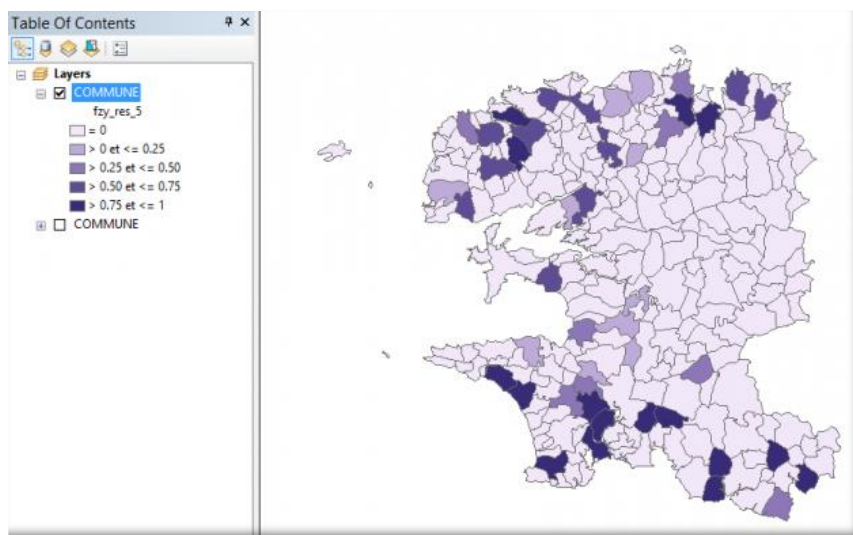 Table Of Contents
Layers
COMMUNE
fzy_res_5
= 0
> 0 et <= 0.25
> 0.25 et <= 0.50
> 0.50 et <= 0.75
> 0.75 et <= 1
COMMUNE